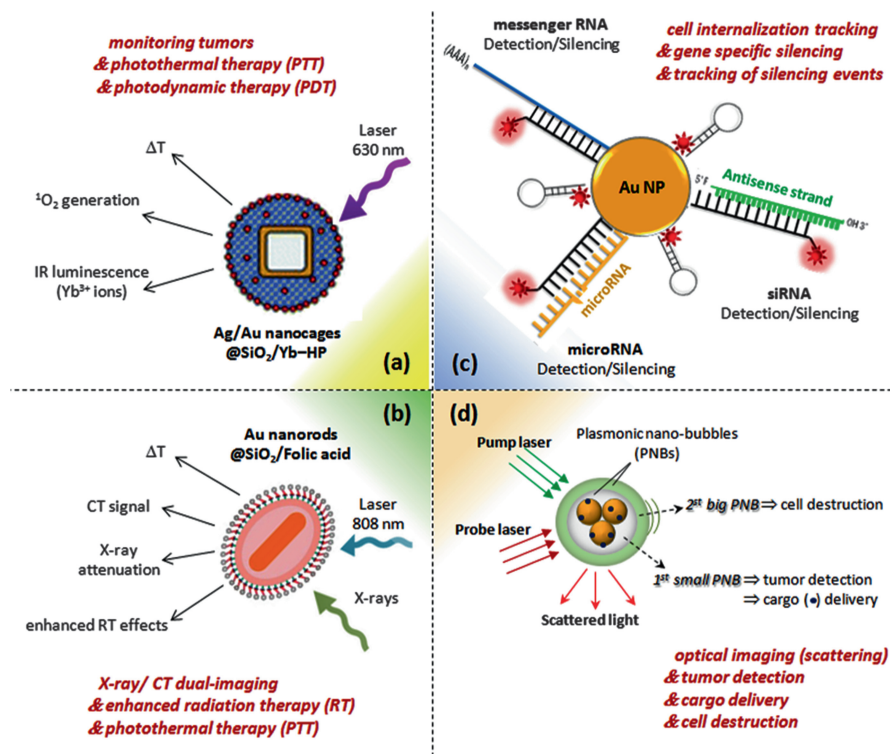 monitoring tumors
& photothermal therapy (PTT)
& photodynamic therapy (PDT)
Laser
630 nm
ΔT
¹O₂ generation
IR luminescence
(Yb³⁺ ions)
Ag/Au nanocages
@SiO₂/Yb–HP
(a)
messenger RNA
Detection/Silencing
(AAA)n
cell internalization tracking
& gene specific silencing
& tracking of silencing events
Au NP
5'F
Antisense strand
OH3"
microRNA
siRNA
Detection/Silencing
microRNA
Detection/Silencing
(c)
(b)
Au nanorods
@SiO₂/Folic acid
ΔT
CT signal
Laser
808 nm
X-ray
attenuation
X-rays
enhanced RT effects
X-ray/ CT dual-imaging
& enhanced radiation therapy (RT)
& photothermal therapy (PTT)
(d)
Pump laser
Plasmonic nano-bubbles
(PNBs)
2st big PNB ⇒ cell destruction
Probe laser
1st small PNB ⇒ tumor detection
⇒ cargo (•) delivery
Scattered light
optical imaging (scattering)
& tumor detection
& cargo delivery
& cell destruction